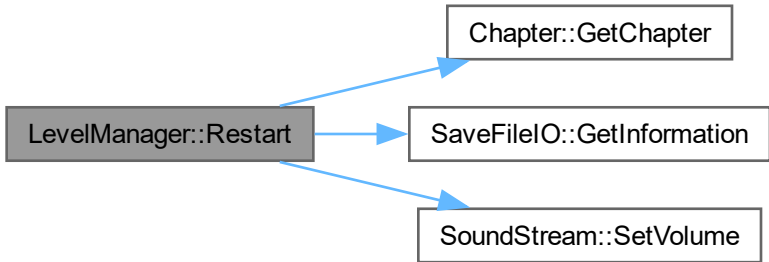 Chapter::GetChapter
LevelManager::Restart
SaveFileIO::GetInformation
SoundStream::SetVolume